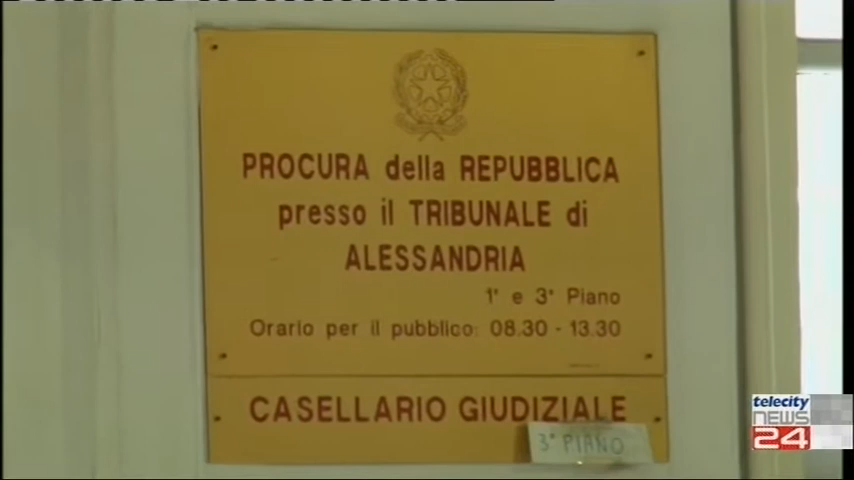 PROCURA della REPUBBLICA
presso il TRIBUNALE di
ALESSANDRIA
1° e 3° Piano
Orario per il pubblico: 08.30 - 13.30
CASELLARIO GIUDIZIALE
3° PIANO
telecity
NEWS
24